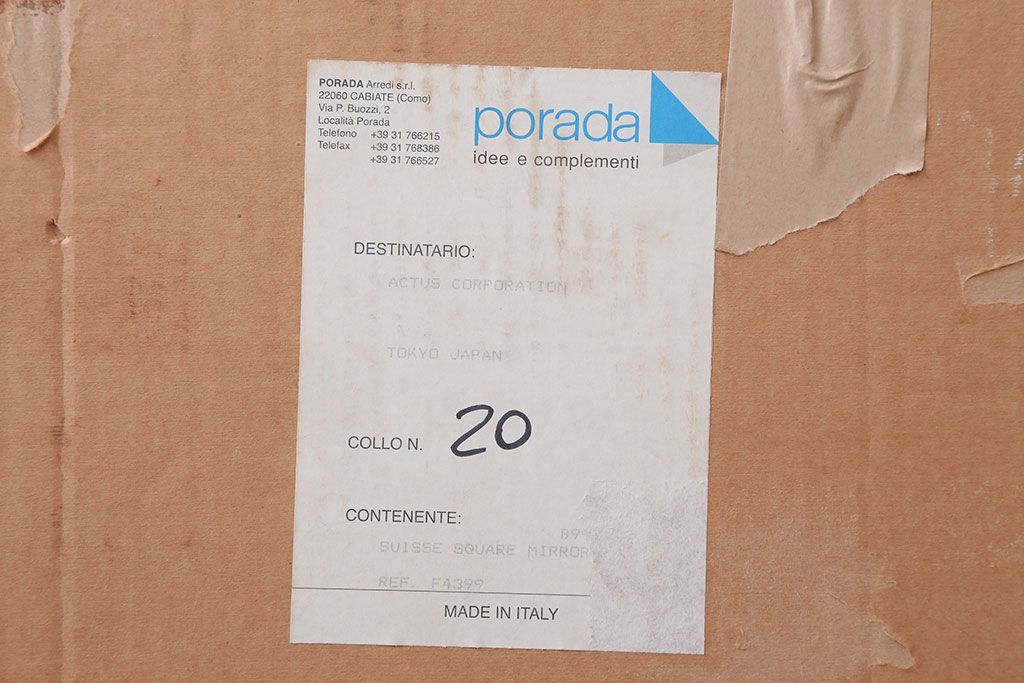 PORADA Arredi s.r.l.
22060 CABIATE (Como)
Via P. Buozzi, 2
Località Porada
Telefono +39 31 766215
Telefax +39 31 768386
+39 31 766527
porada
idee e complementi
DESTINATARIO:
ACTUS CORPORATION
TOKYO JAPAN
COLLO N. 20
CONTENENTE:
SUISSE SQUARE MIRROR
REF. F4399
MADE IN ITALY